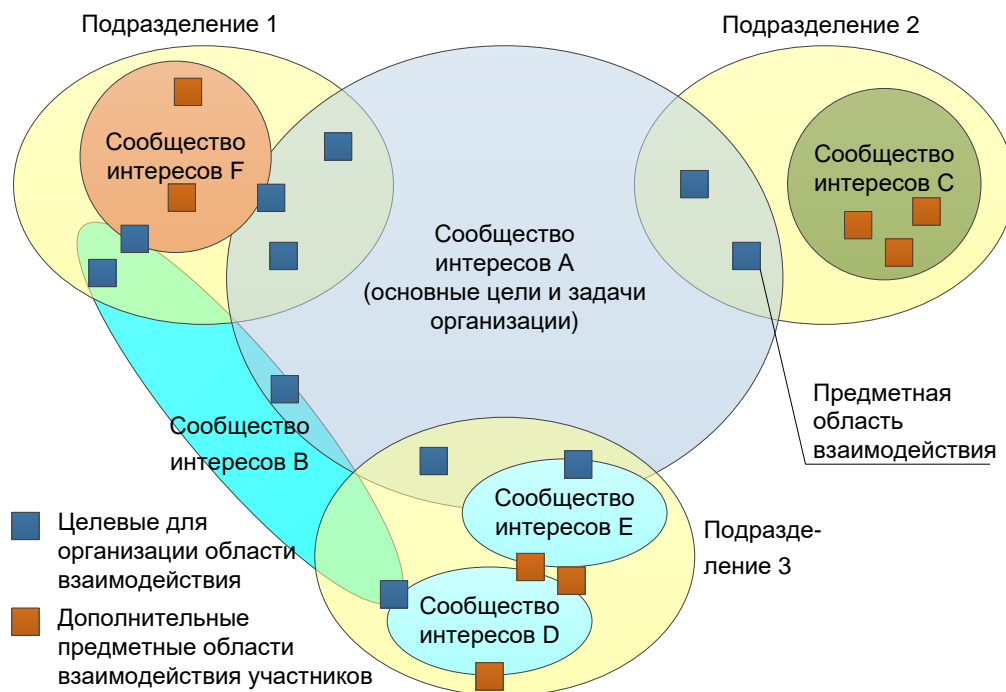 Подразделение 1
Подразделение 2
Сообщество
интересов F
Сообщество
интересов C
Сообщество
интересов A
(основные цели и задачи
организации)
Предметная
область
взаимодействия
Сообщество
интересов B
Сообщество
интересов E
Подразде-
ление 3
Сообщество
интересов D
Целевые для
организации области
взаимодействия
Дополнительные
предметные области
взаимодействия участников